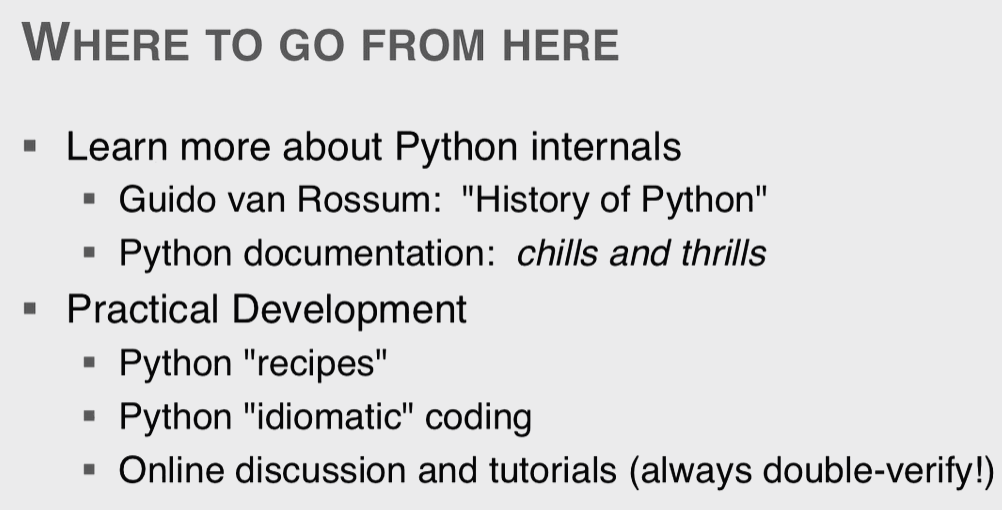 WHERE TO GO FROM HERE
▪ Learn more about Python internals
▪ Guido van Rossum: "History of Python"
▪ Python documentation: chills and thrills
▪ Practical Development
▪ Python "recipes"
▪ Python "idiomatic" coding
▪ Online discussion and tutorials (always double-verify!)